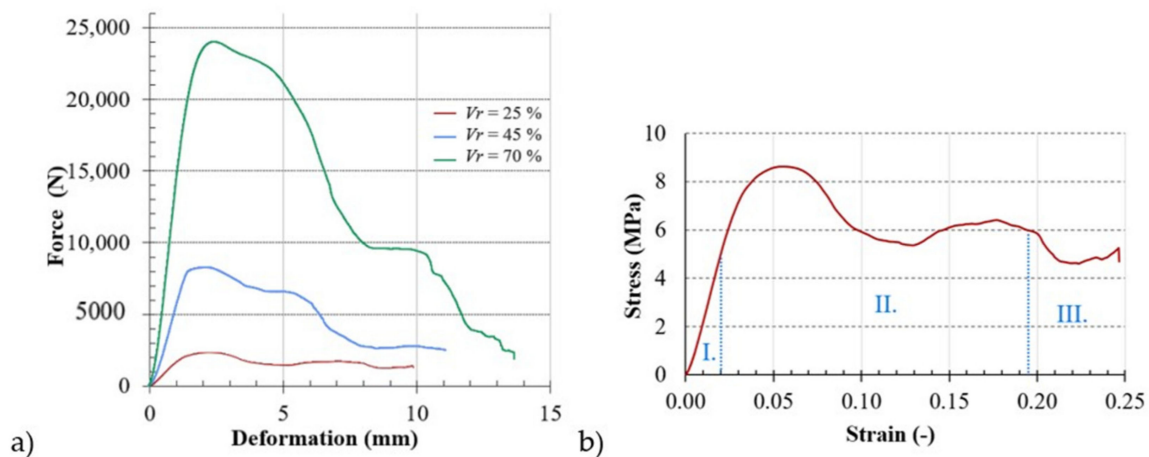 25,000
20,000
15,000
10,000
5000
0
Force (N)
Vr = 25 %
Vr = 45 %
Vr = 70 %
0 5 10 15
Deformation (mm)
a)
10
8
6
4
2
0
Stress (MPa)
I.
II.
III.
0.00 0.05 0.10 0.15 0.20 0.25
Strain (-)
b)